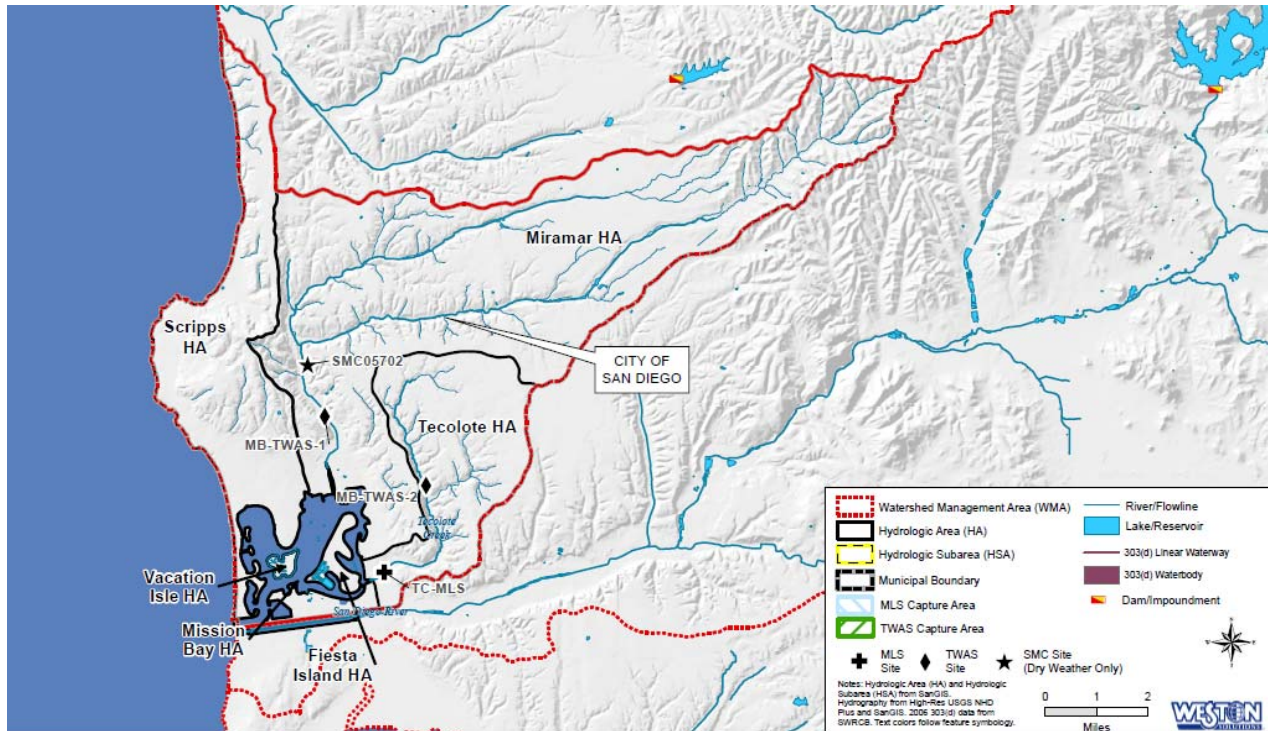 Miramar HA
Scripps
HA
SMC05702
CITY OF
SAN DIEGO
Tecolote HA
MB-TWAS-1
MB-TWAS-2
Tecolote
Creek
TC-MLS
Vacation
Isle HA
San Diego River
Mission
Bay HA
Fiesta
Island HA
Watershed Management Area (WMA)
Hydrologic Area (HA)
Hydrologic Subarea (HSA)
Municipal Boundary
MLS Capture Area
TWAS Capture Area
River/Flowline
Lake/Reservoir
303(d) Linear Waterway
303(d) Waterbody
Dam/Impoundment
MLS
Site
TWAS
Site
SMC Site
(Dry Weather Only)
Notes: Hydrologic Area (HA) and Hydrologic
Subarea (HSA) from SanGIS.
Hydrography from High-Res USGS NHD
Plus and SanGIS. 2006 303(d) data from
SWRCB. Text colors follow feature symbology.
0 1 2
Miles
WESTON
SOLUTIONS